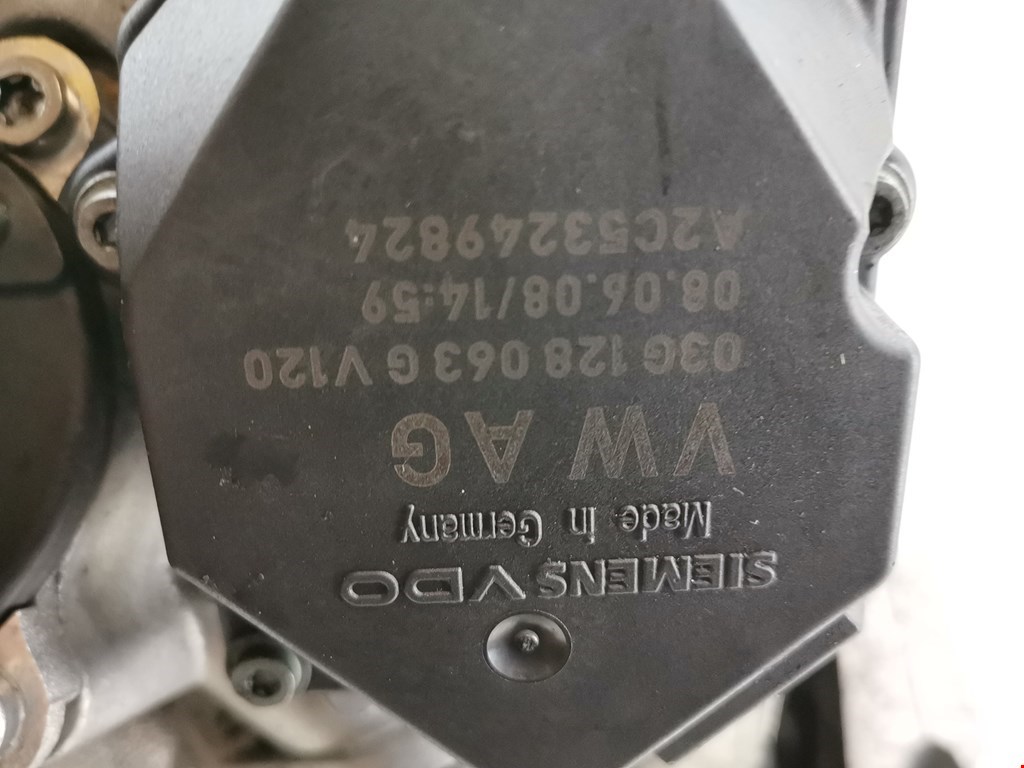 SIEMENS VDO
Made in Germany
VW AG
03G 128 063 G V120
08.06.08/14:59
A2C53249824